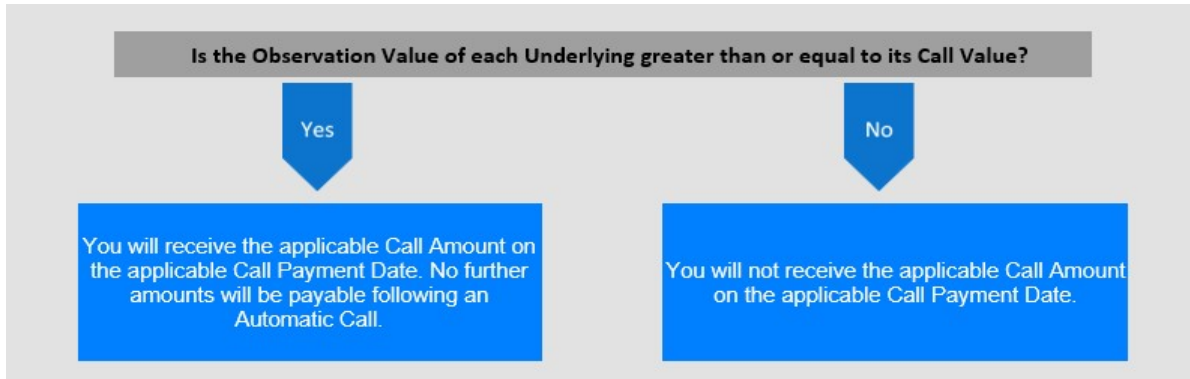 Is the Observation Value of each Underlying greater than or equal to its Call Value?
Yes
No
You will receive the applicable Call Amount on
the applicable Call Payment Date. No further
amounts will be payable following an
Automatic Call.
You will not receive the applicable Call Amount
on the applicable Call Payment Date.